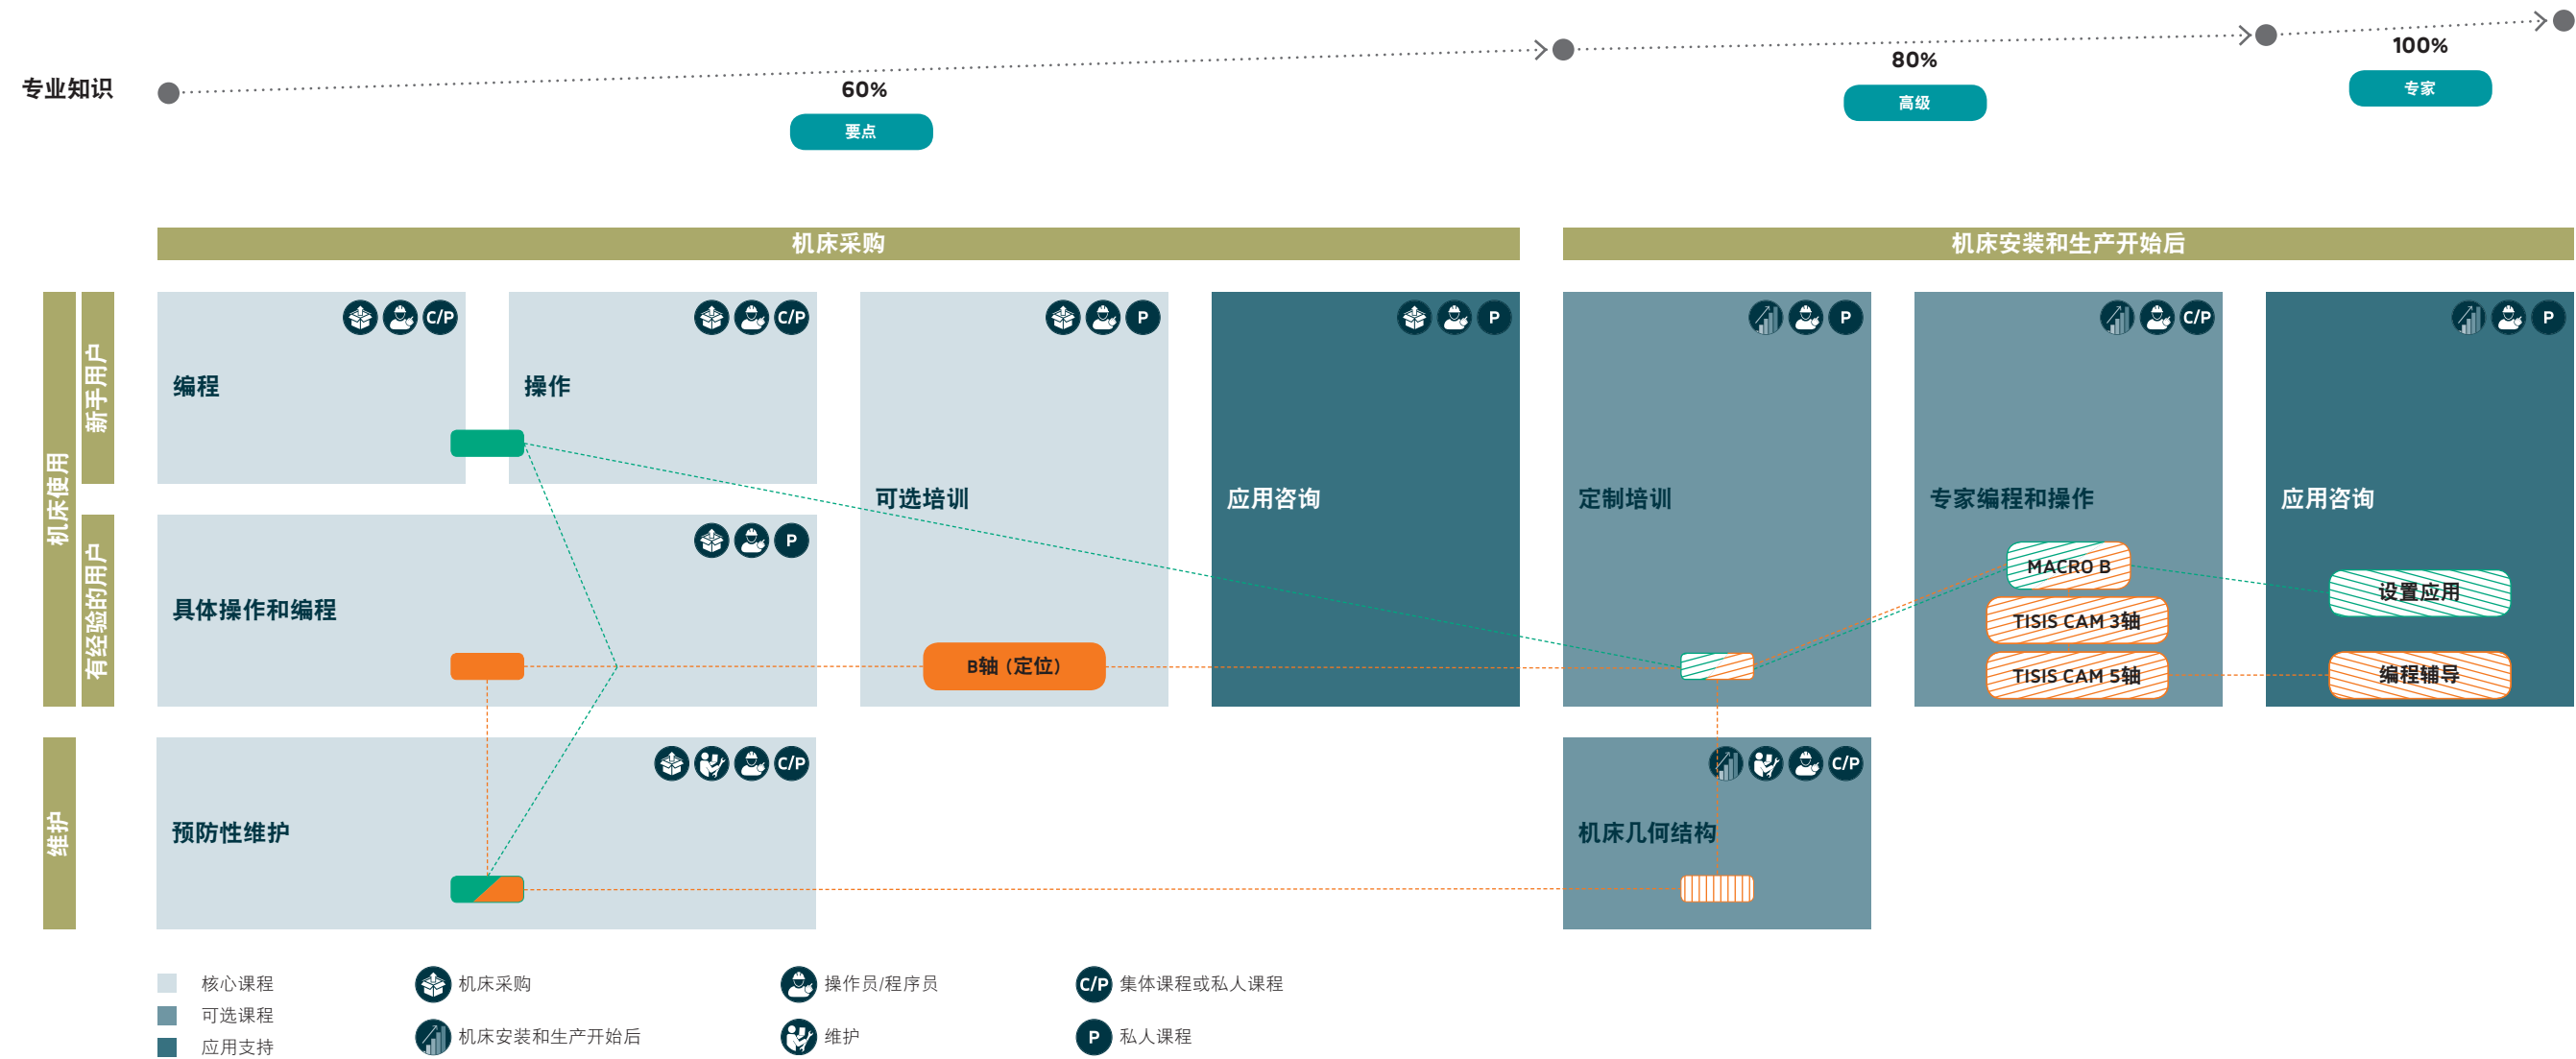 专业知识
60%
要点
80%
高级
100%
专家
机床采购
机床安装和生产开始后
机床使用
新手用户
有经验的用户
维护
C/P
编程
C/P
操作
P
可选培训
B轴（定位）
P
应用咨询
P
定制培训
C/P
专家编程和操作
MACRO B
TISIS CAM 3轴
TISIS CAM 5轴
P
应用咨询
设置应用
编程辅导
P
具体操作和编程
C/P
预防性维护
C/P
机床几何结构
核心课程
可选课程
应用支持
机床采购
机床安装和生产开始后
操作员/程序员
维护
C/P 集体课程或私人课程
P 私人课程